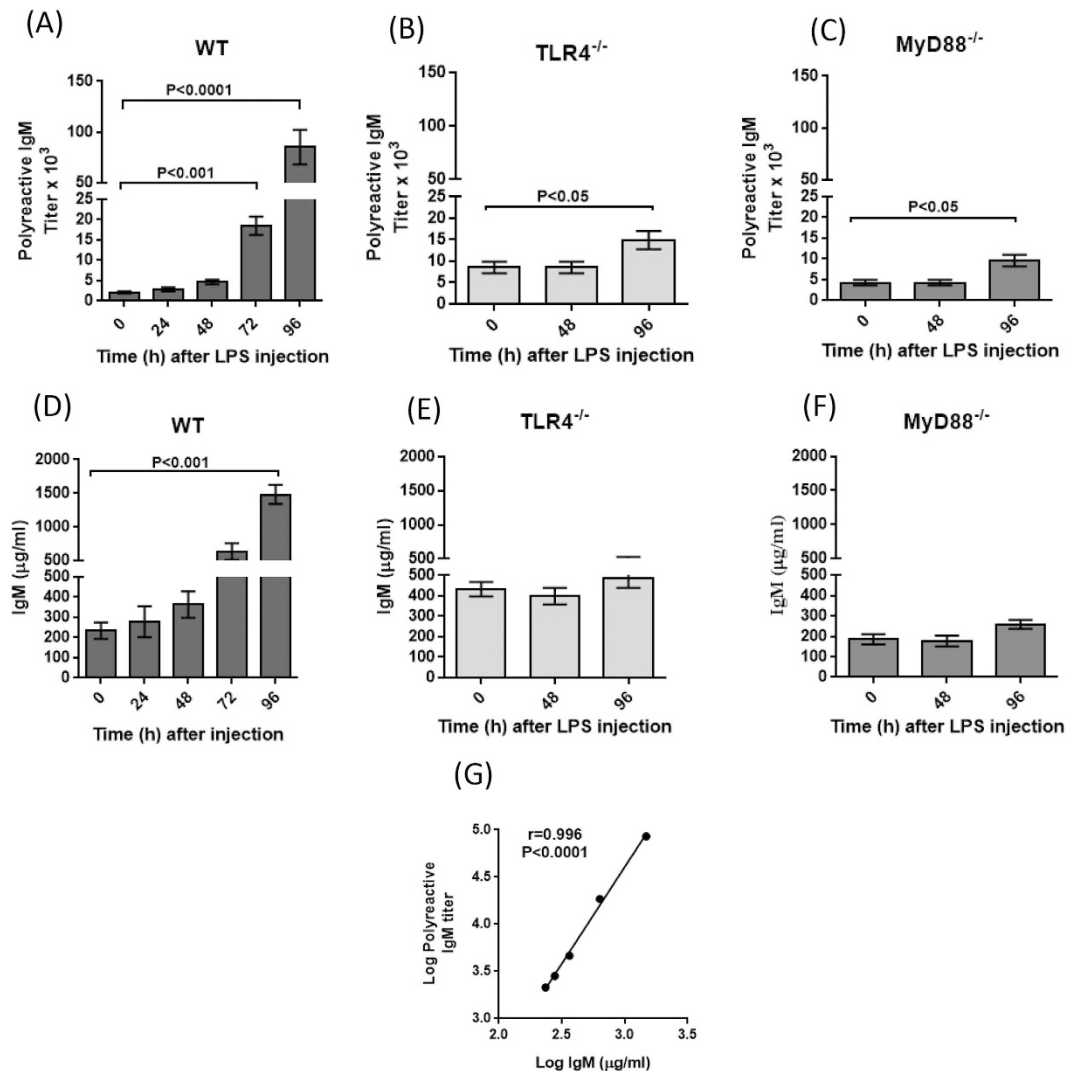 (A)
WT
P<0.0001
P<0.001
Polyreactive IgM
Titer x 10³
150
100
50
25
20
15
10
5
0
0 24 48 72 96
Time (h) after LPS injection
(B)
TLR4-/-
P<0.05
Polyreactive IgM
Titer x 10³
150
100
50
25
20
15
10
5
0
0 48 96
Time (h) after LPS injection
(C)
MyD88-/-
P<0.05
Polyreactive IgM
Titer x 10³
150
100
50
25
20
15
10
5
0
0 48 96
Time (h) after LPS injection
(D)
WT
P<0.001
IgM (µg/ml)
2000
1500
1000
500
500
400
300
200
100
0
0 24 48 72 96
Time (h) after injection
(E)
TLR4-/-
IgM (µg/ml)
2000
1500
1000
500
500
400
300
200
100
0
0 48 96
Time (h) after LPS injection
(F)
MyD88-/-
IgM (µg/ml)
2000
1500
1000
500
500
400
300
200
100
0
0 48 96
Time (h) after LPS injection
(G)
r=0.996
P<0.0001
Log Polyreactive
IgM titer
5.0
4.5
4.0
3.5
3.0
2.0 2.5 3.0 3.5
Log IgM (µg/ml)